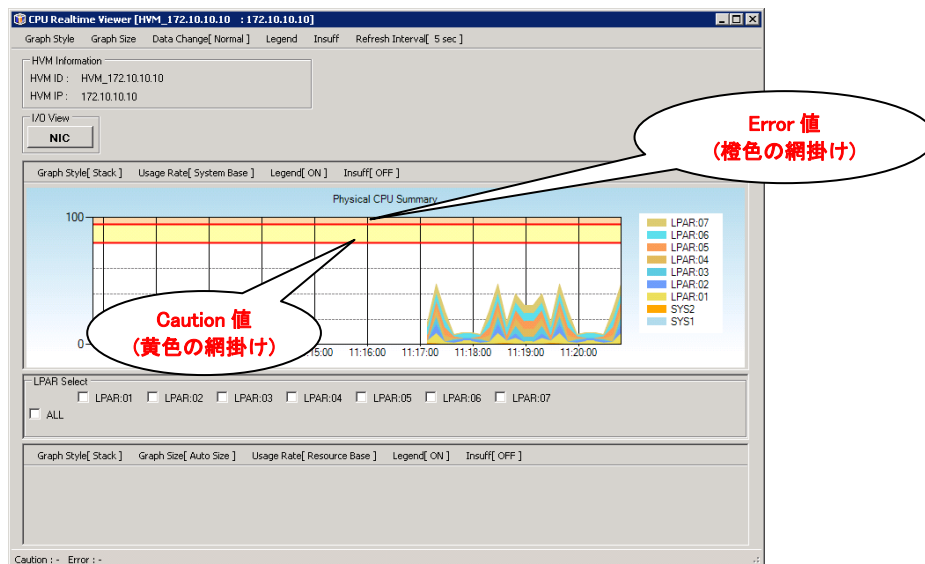 CPU Realtime Viewer [HVM_172.10.10.10 : 172.10.10.10]
Graph Style Graph Size Data Change[ Normal ] Legend Insuff Refresh Interval[ 5 sec ]
HVM Information
HVM ID : HVM_172.10.10.10
HVM IP : 172.10.10.10
I/O View
NIC
Error 値
(橙色の網掛け)
Graph Style[ Stack ] Usage Rate[ System Base ] Legend[ ON ] Insuff[ OFF ]
Physical CPU Summary
100
LPAR:07
LPAR:06
LPAR:05
LPAR:04
LPAR:03
LPAR:02
LPAR:01
SYS2
SYS1
Caution 値
(黄色の網掛け)
0
15:00 11:16:00 11:17:00 11:18:00 11:19:00 11:20:00
LPAR Select
LPAR:01 LPAR:02 LPAR:03 LPAR:04 LPAR:05 LPAR:06 LPAR:07
ALL
Graph Style[ Stack ] Graph Size[ Auto Size ] Usage Rate[ Resource Base ] Legend[ ON ] Insuff[ OFF ]
Caution : - Error : -